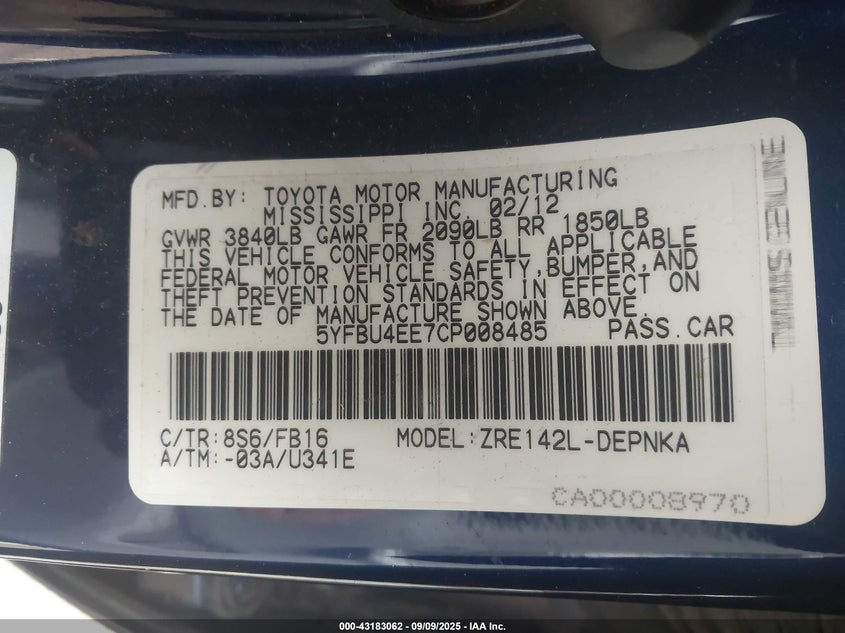 MFD.BY: TOYOTA MOTOR MANUFACTURING
MISSISSIPPI INC. 02/12
GVWR 3840LB GAWR FR 2090LB RR 1850LB
THIS VEHICLE CONFORMS TO ALL APPLICABLE
FEDERAL MOTOR VEHICLE SAFETY,BUMPER,AND
THEFT PREVENTION STANDARDS IN EFFECT ON
THE DATE OF MANUFACTURE SHOWN ABOVE.
5YFBU4EE7CP008485 PASS.CAR
C/TR:8S6/FB16 MODEL:ZRE142L-DEPNKA
A/TM:-03A/U341E
CA00008970
000-43183062 - 09/09/2025 - IAA Inc.